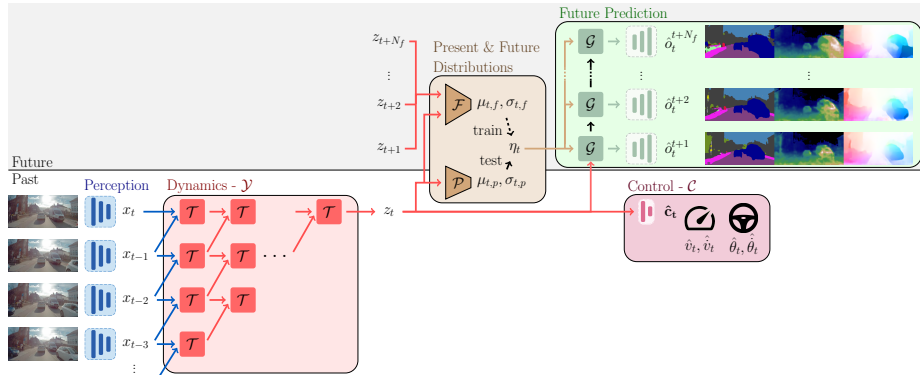 Future Prediction
z_{t+N_f}
G
ô_t^{t+N_f}
Present & Future
Distributions
⋮
⋮
⋮
⋮
z_{t+2}
F
μ_{t,f}, σ_{t,f}
G
ô_t^{t+2}
train
z_{t+1}
η_t
G
ô_t^{t+1}
test
Future
Past
P
μ_{t,p}, σ_{t,p}
Perception
Dynamics - Y
Control - C
x_t
T
T
T
z_t
ĉ_t
v̂_t, \dot{v̂}_t
θ̂_t, \dot{θ̂}_t
x_{t−1}
T
T
· · ·
x_{t−2}
T
T
x_{t−3}
T
⋮